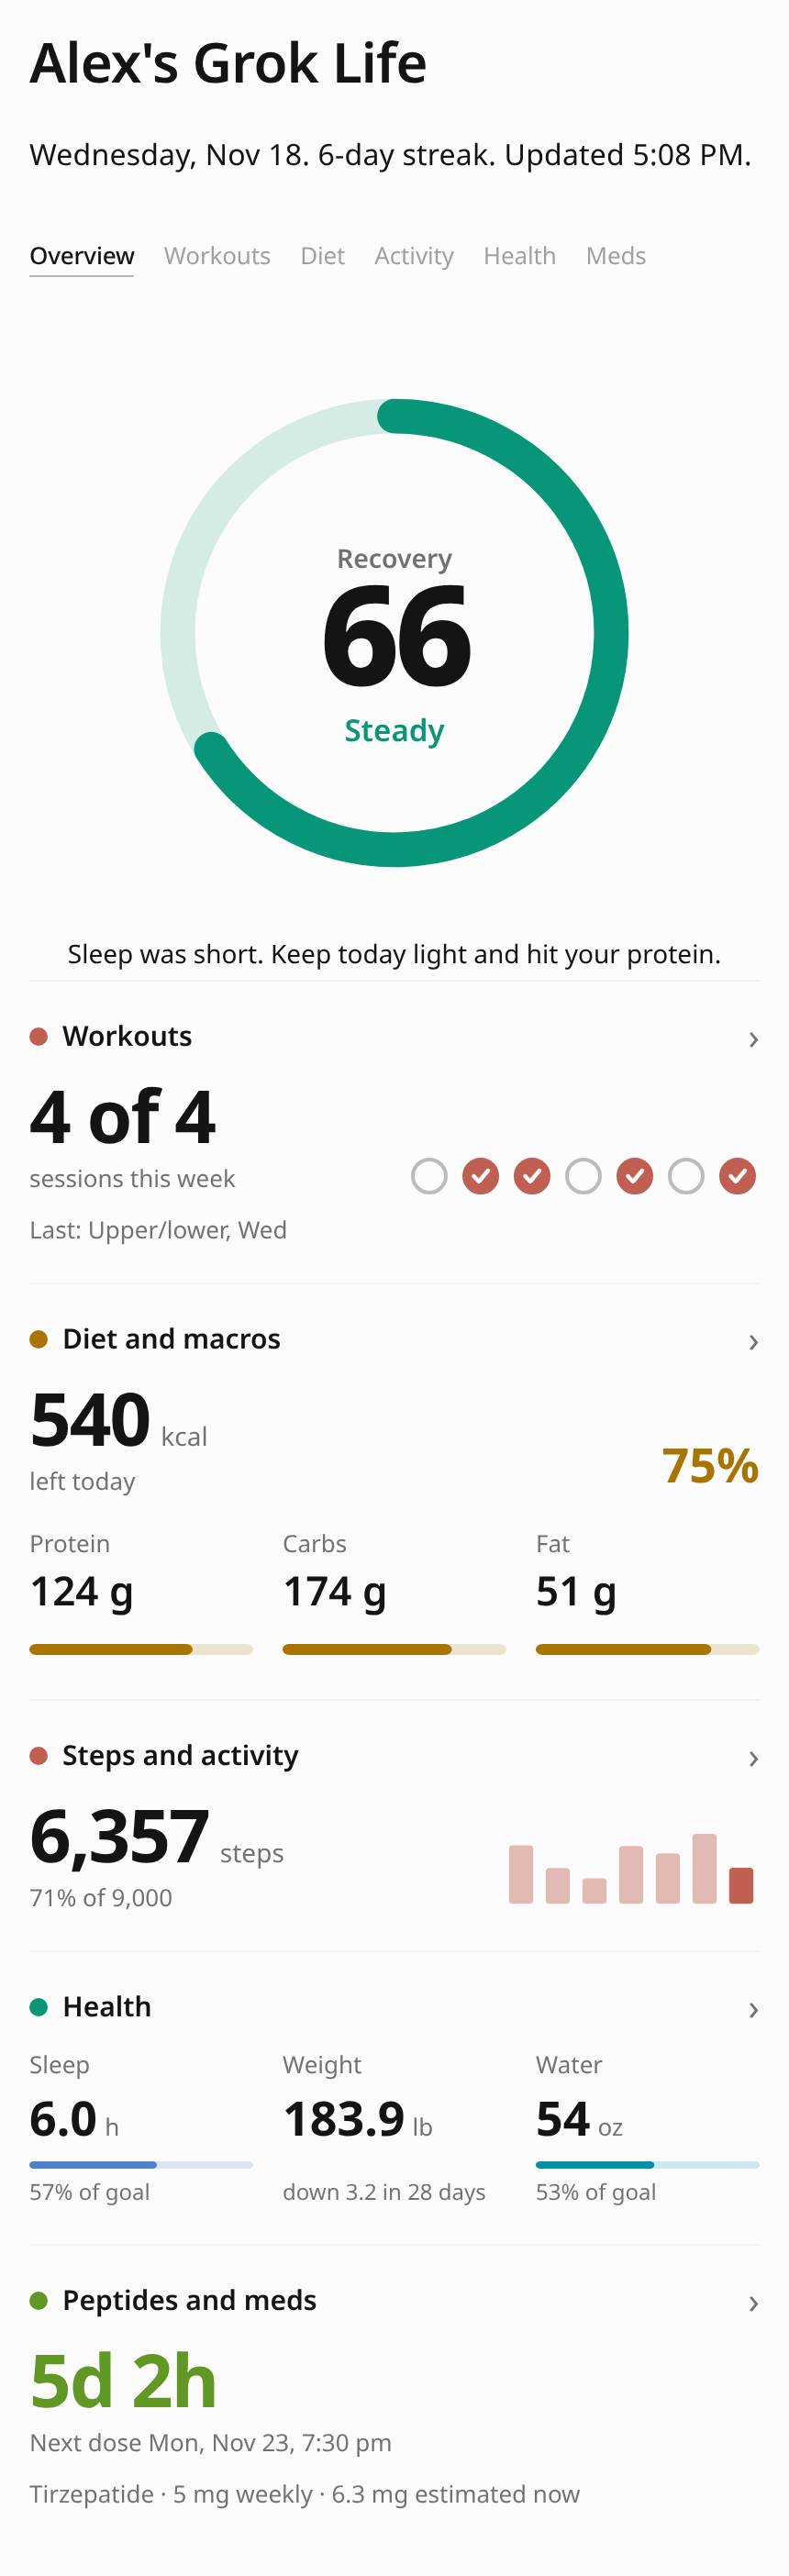 Alex's Grok Life
Wednesday, Nov 18. 6-day streak. Updated 5:08 PM.
Overview Workouts Diet Activity Health Meds
Recovery
66
Steady
Sleep was short. Keep today light and hit your protein.
Workouts
4 of 4
sessions this week
Last: Upper/lower, Wed
Diet and macros
540 kcal
left today
75%
Protein Carbs Fat
124 g 174 g 51 g
Steps and activity
6,357 steps
71% of 9,000
Health
Sleep Weight Water
6.0 h 183.9 lb 54 oz
57% of goal down 3.2 in 28 days 53% of goal
Peptides and meds
5d 2h
Next dose Mon, Nov 23, 7:30 pm
Tirzepatide · 5 mg weekly · 6.3 mg estimated now